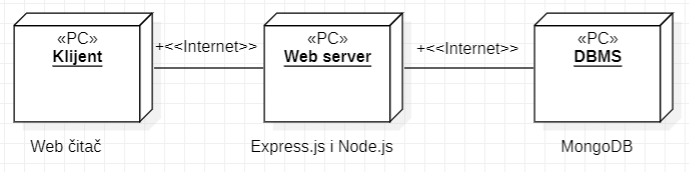 «PC»
Klijent
+<<Internet>>
«PC»
Web server
+<<Internet>>
«PC»
DBMS
Web čitač
Express.js i Node.js
MongoDB